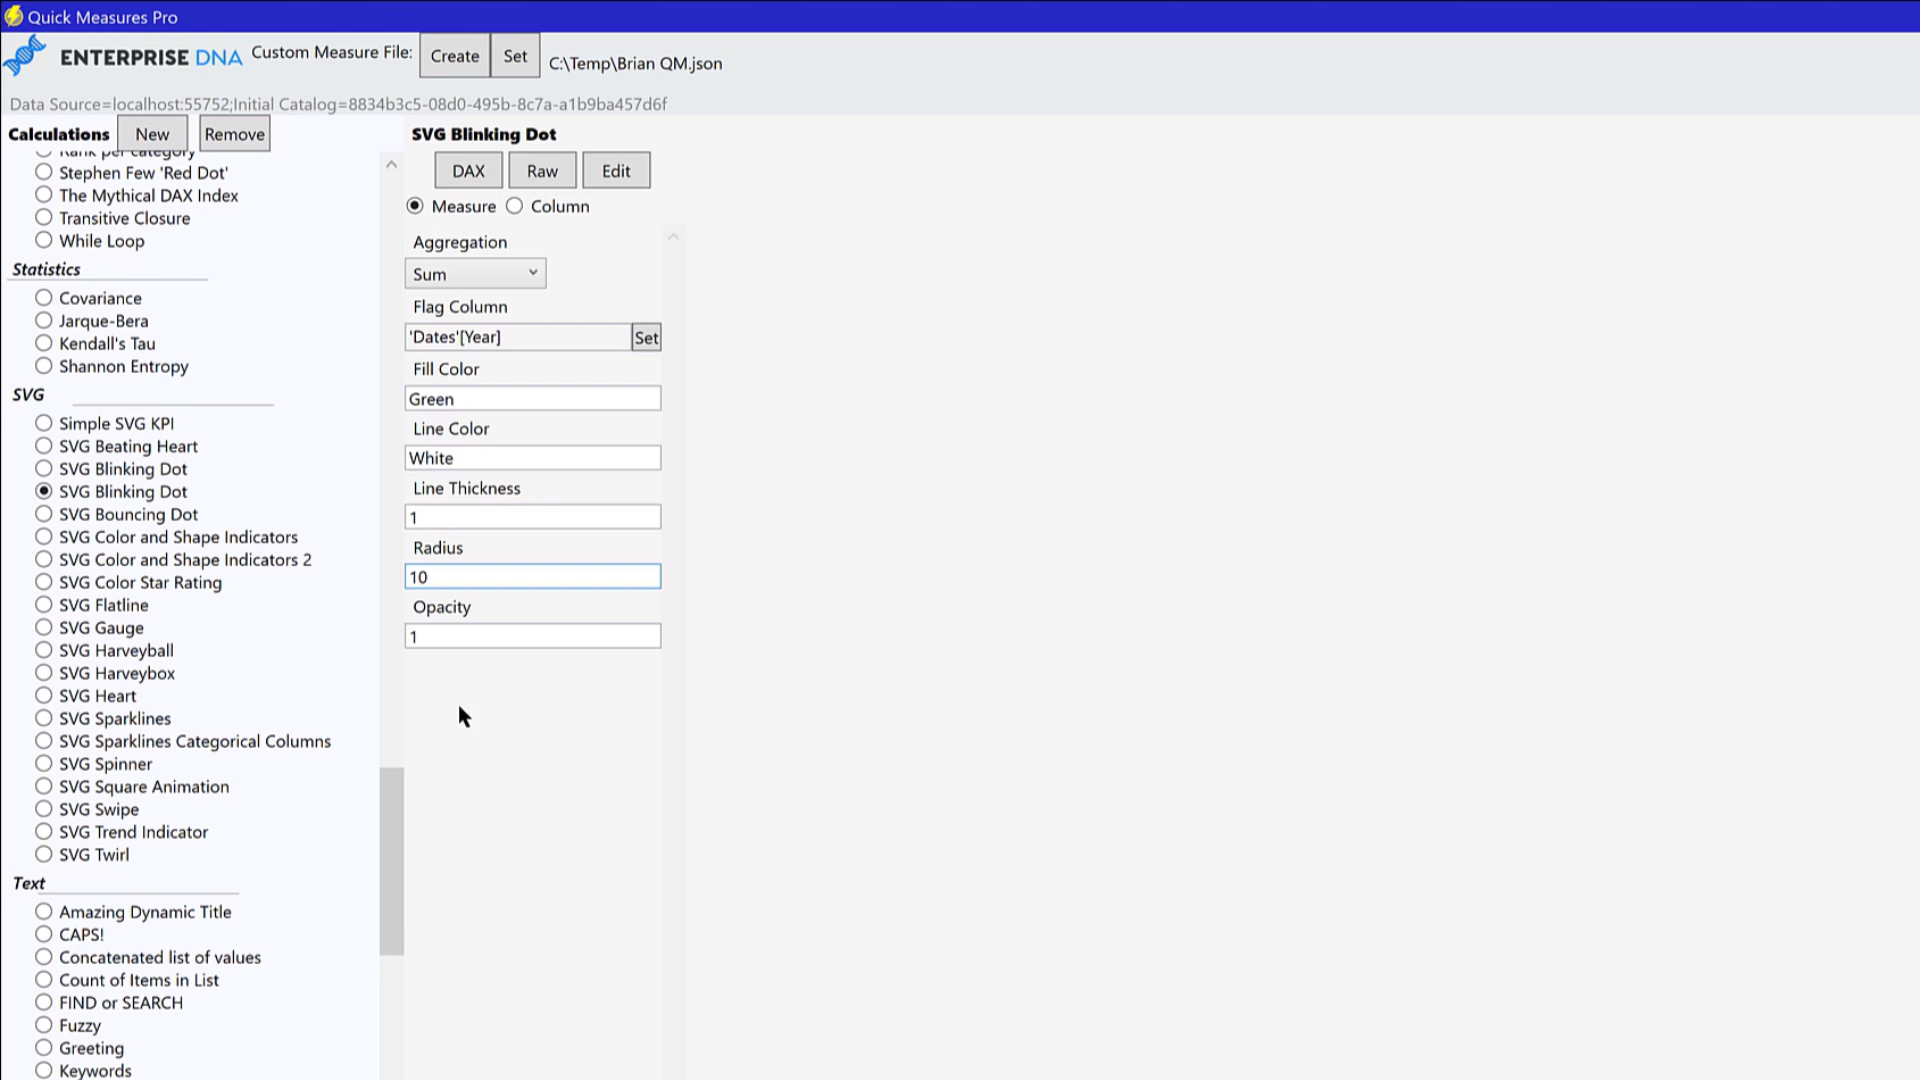 Quick Measures Pro
ENTERPRISE DNA Custom Measure File: Create Set C:\Temp\Brian QM.json
Data Source=localhost:55752;Initial Catalog=8834b3c5-08d0-495b-8c7a-a1b9ba457d6f
Calculations New Remove
Rank per category
Stephen Few 'Red Dot'
The Mythical DAX Index
Transitive Closure
While Loop
Statistics
Covariance
Jarque-Bera
Kendall's Tau
Shannon Entropy
SVG
Simple SVG KPI
SVG Beating Heart
SVG Blinking Dot
SVG Blinking Dot
SVG Bouncing Dot
SVG Color and Shape Indicators
SVG Color and Shape Indicators 2
SVG Color Star Rating
SVG Flatline
SVG Gauge
SVG Harveyball
SVG Harveybox
SVG Heart
SVG Sparklines
SVG Sparklines Categorical Columns
SVG Spinner
SVG Square Animation
SVG Swipe
SVG Trend Indicator
SVG Twirl
Text
Amazing Dynamic Title
CAPS!
Concatenated list of values
Count of Items in List
FIND or SEARCH
Fuzzy
Greeting
Keywords
SVG Blinking Dot
DAX Raw Edit
Measure Column
Aggregation
Sum
Flag Column
'Dates'[Year] Set
Fill Color
Green
Line Color
White
Line Thickness
1
Radius
10
Opacity
1